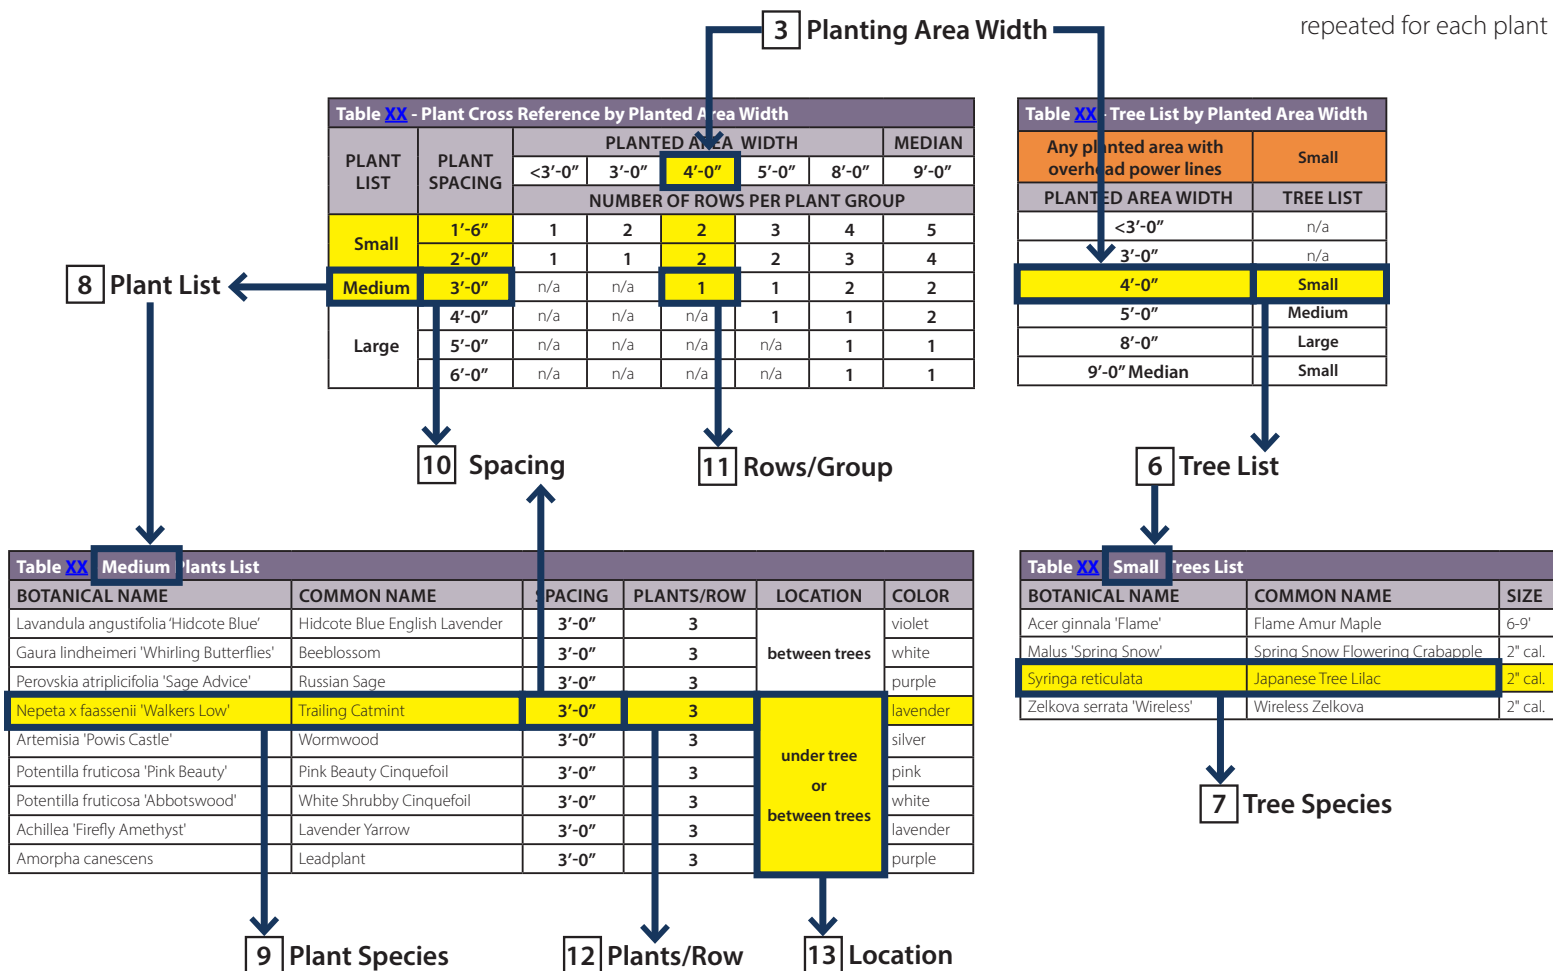 3 Planting Area Width
repeated for each plant
Table XX - Plant Cross Reference by Planted Area Width
PLANT LIST PLANT SPACING PLANTED AREA WIDTH MEDIAN
<3'-0" 3'-0" 4'-0" 5'-0" 8'-0" 9'-0"
NUMBER OF ROWS PER PLANT GROUP
Small 1'-6" 1 2 2 3 4 5
2'-0" 1 1 2 2 3 4
Medium 3'-0" n/a n/a 1 1 2 2
Large 4'-0" n/a n/a n/a 1 1 2
5'-0" n/a n/a n/a n/a 1 1
6'-0" n/a n/a n/a n/a 1 1
Table XX - Tree List by Planted Area Width
Any planted area with overhead power lines Small
PLANTED AREA WIDTH TREE LIST
<3'-0" n/a
3'-0" n/a
4'-0" Small
5'-0" Medium
8'-0" Large
9'-0" Median Small
8 Plant List
10 Spacing
11 Rows/Group
6 Tree List
Table XX Medium Plants List
BOTANICAL NAME COMMON NAME SPACING PLANTS/ROW LOCATION COLOR
Lavandula angustifolia 'Hidcote Blue' Hidcote Blue English Lavender 3'-0" 3 between trees violet
Gaura lindheimeri 'Whirling Butterflies' Beeblossom 3'-0" 3 white
Perovskia atriplicifolia 'Sage Advice' Russian Sage 3'-0" 3 purple
Nepeta x faassenii 'Walkers Low' Trailing Catmint 3'-0" 3 under tree or between trees lavender
Artemisia 'Powis Castle' Wormwood 3'-0" 3 silver
Potentilla fruticosa 'Pink Beauty' Pink Beauty Cinquefoil 3'-0" 3 pink
Potentilla fruticosa 'Abbotswood' White Shrubby Cinquefoil 3'-0" 3 white
Achillea 'Firefly Amethyst' Lavender Yarrow 3'-0" 3 lavender
Amorpha canescens Leadplant 3'-0" 3 purple
Table XX Small Trees List
BOTANICAL NAME COMMON NAME SIZE
Acer ginnala 'Flame' Flame Amur Maple 6-9'
Malus 'Spring Snow' Spring Snow Flowering Crabapple 2" cal.
Syringa reticulata Japanese Tree Lilac 2" cal.
Zelkova serrata 'Wireless' Wireless Zelkova 2" cal.
7 Tree Species
9 Plant Species
12 Plants/Row
13 Location